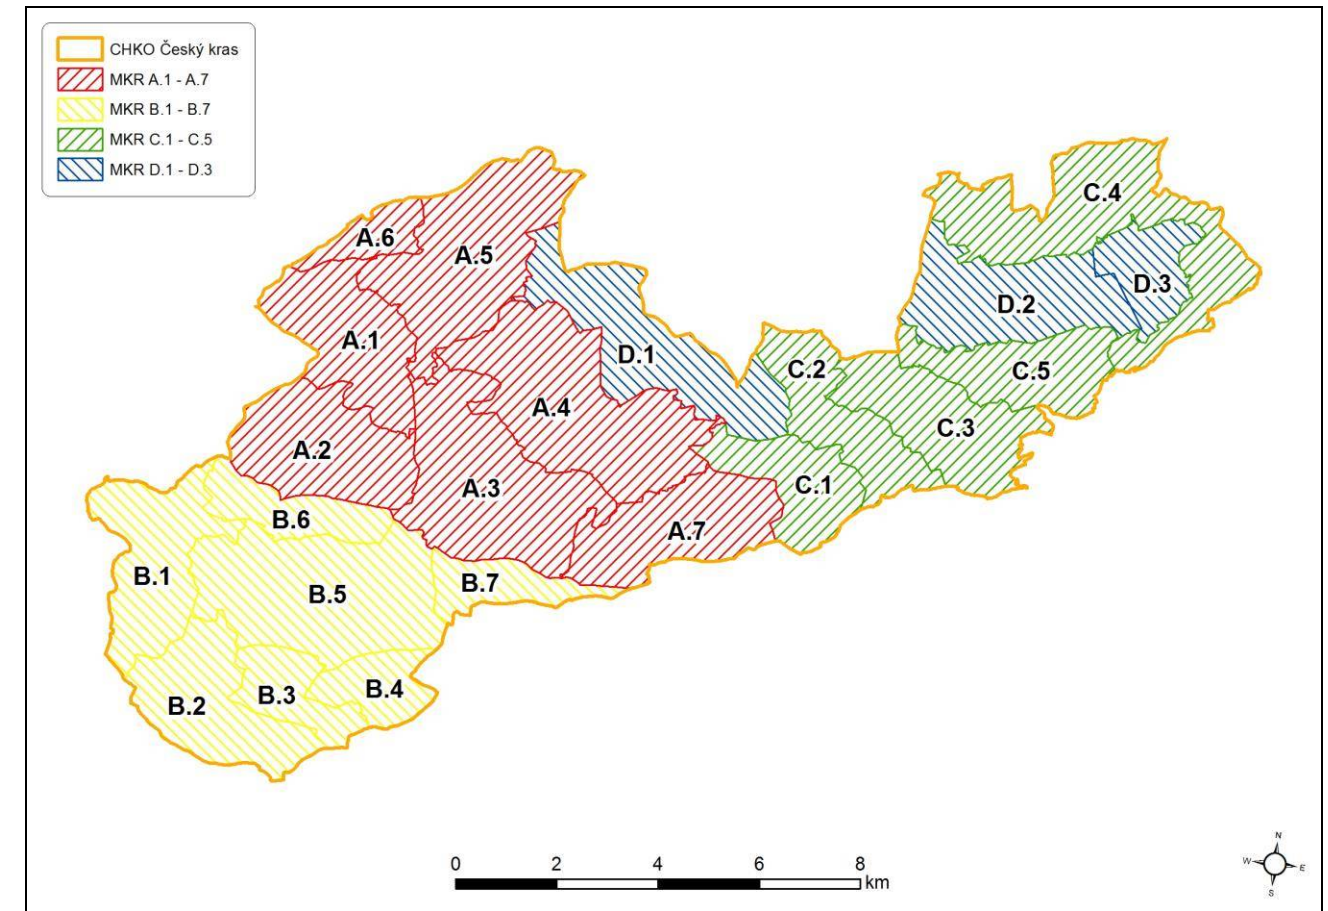 CHKO Český kras
MKR A.1 - A.7
MKR B.1 - B.7
MKR C.1 - C.5
MKR D.1 - D.3
C.4
A.6
A.5
D.3
D.2
A.1
D.1
C.2
C.5
A.4
C.3
A.2
A.3
C.1
B.6
A.7
B.1
B.7
B.5
B.3
B.4
B.2
0 2 4 6 8
km
N
W E
S